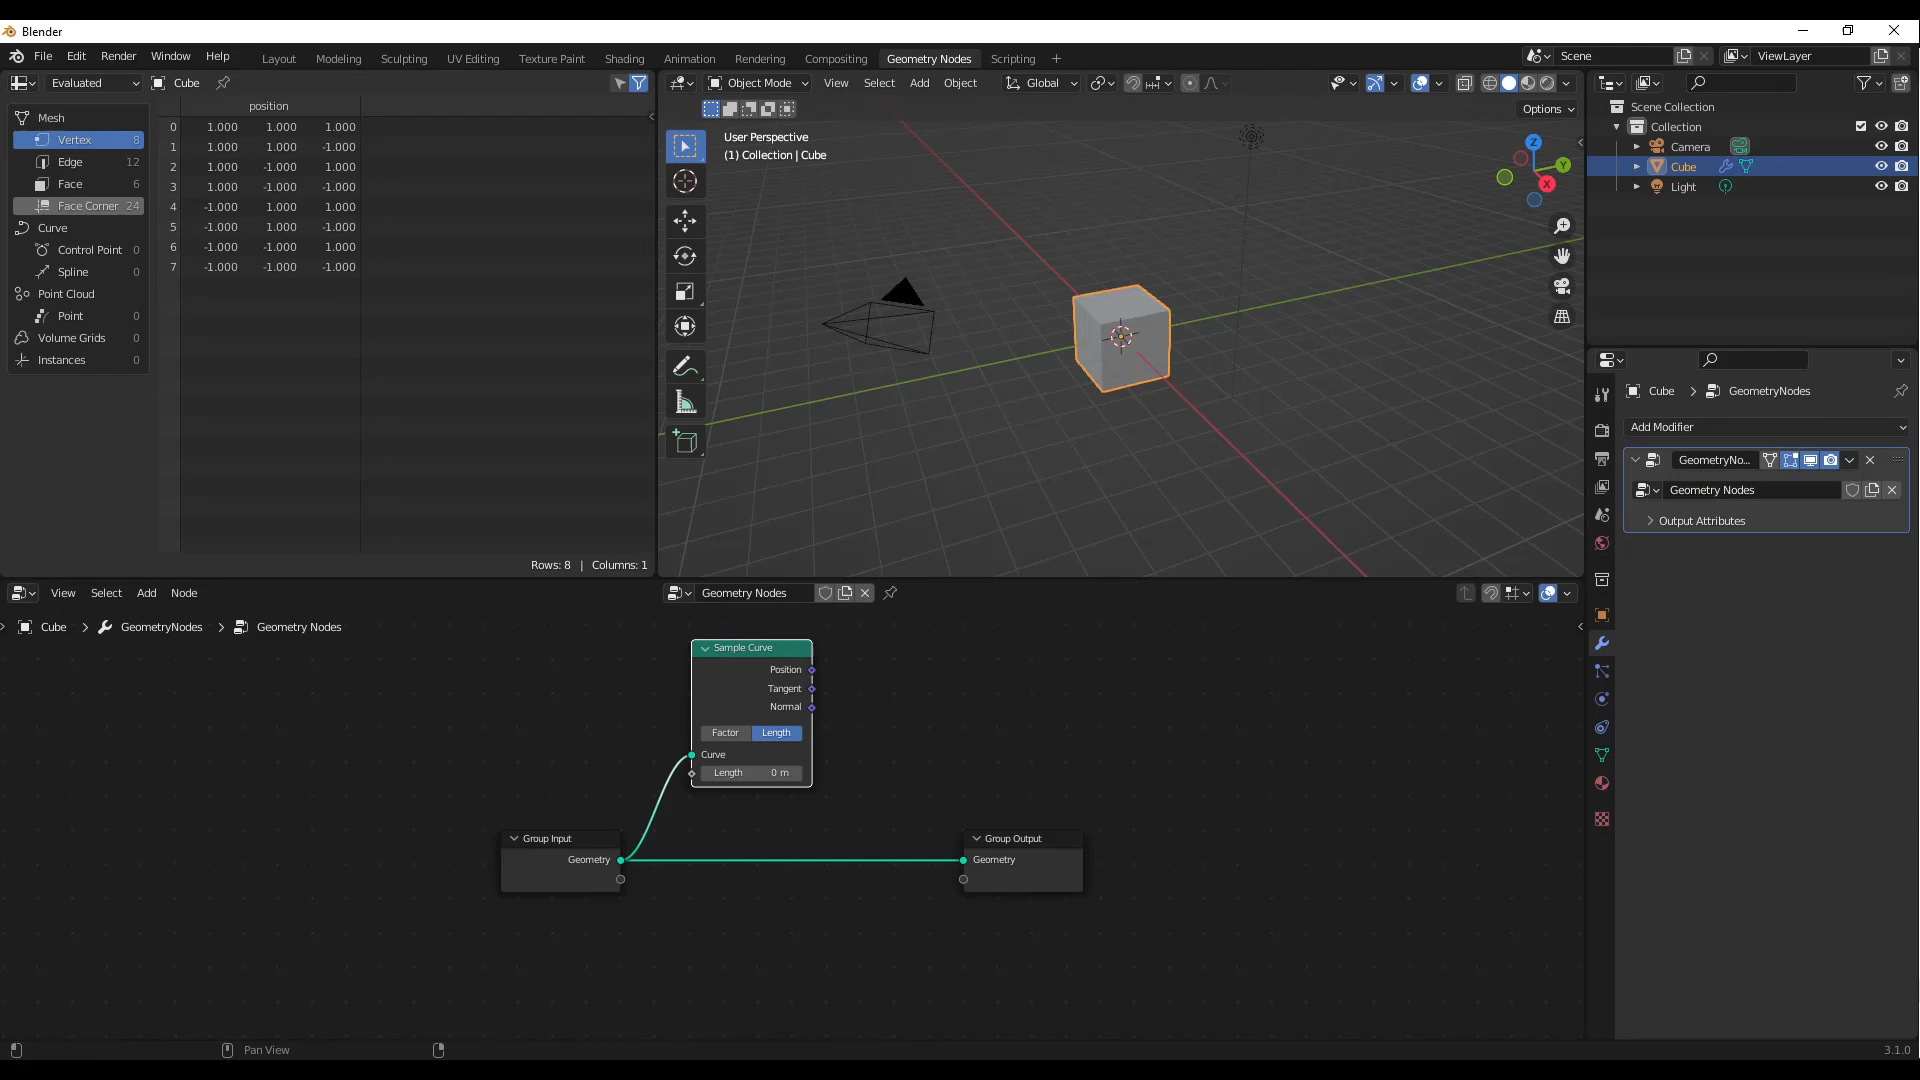 Blender
File Edit Render Window Help Layout Modeling Sculpting UV Editing Texture Paint Shading Animation Rendering Compositing Geometry Nodes Scripting + Scene ViewLayer
Evaluated Cube
position
Mesh
Vertex 8
Edge 12
Face 6
Face Corner 24
Curve
Control Point 0
Spline 0
Point Cloud
Point 0
Volume Grids 0
Instances 0
0 1.000 1.000 1.000
1 1.000 1.000 -1.000
2 1.000 -1.000 1.000
3 1.000 -1.000 -1.000
4 -1.000 1.000 1.000
5 -1.000 1.000 -1.000
6 -1.000 -1.000 1.000
7 -1.000 -1.000 -1.000
Rows: 8 | Columns: 1
Object Mode View Select Add Object Global
Options
User Perspective
(1) Collection | Cube
Z
Y
X
Scene Collection
Collection
Camera
Cube
Light
Cube > GeometryNodes
Add Modifier
GeometryNo...
Geometry Nodes
Output Attributes
View Select Add Node Geometry Nodes
Cube > GeometryNodes > Geometry Nodes
Sample Curve
Position
Tangent
Normal
Factor Length
Curve
Length 0 m
Group Input
Geometry
Group Output
Geometry
Pan View
3.1.0